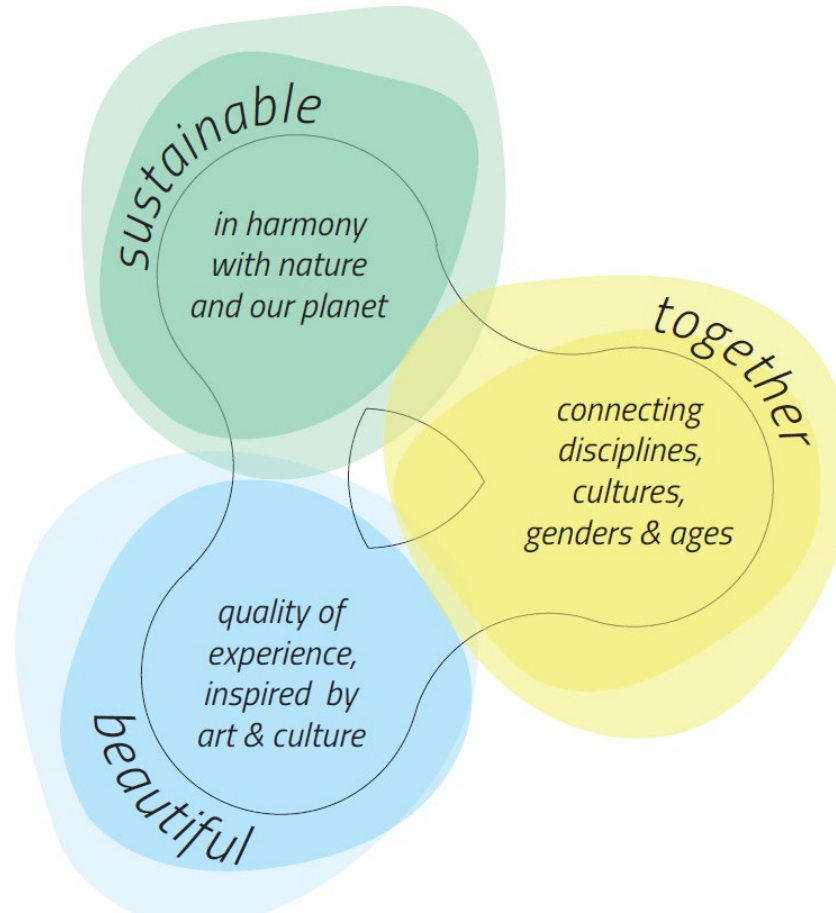 sustainable
in harmony
with nature
and our planet
together
connecting
disciplines,
cultures,
genders & ages
quality of
experience,
inspired by
art & culture
beautiful